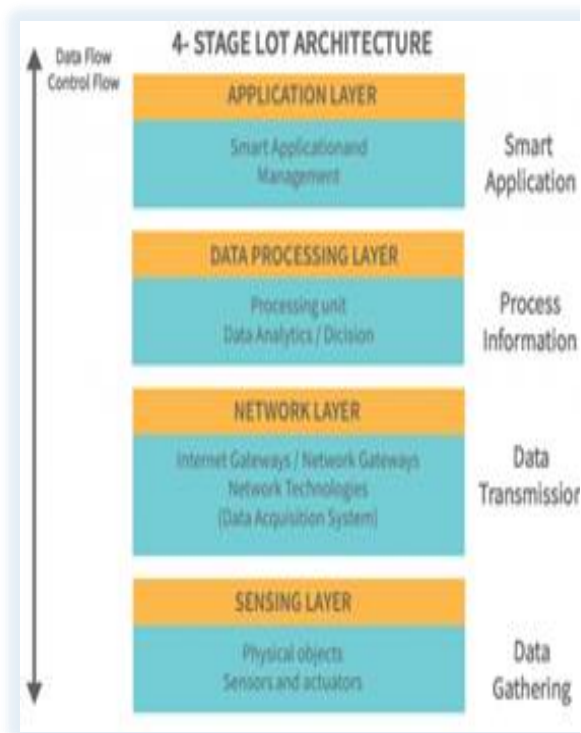 4- STAGE LOT ARCHITECTURE
Data Flow
Control Flow
APPLICATION LAYER
Smart Applicationand
Management
Smart
Application
DATA PROCESSING LAYER
Processing unit
Data Analytics / Dicision
Process
Information
NETWORK LAYER
Internet Gateways / Network Gateways
Network Technologies
(Data Acquisition System)
Data
Transmission
SENSING LAYER
Physical objects
Sensors and actuators
Data
Gathering